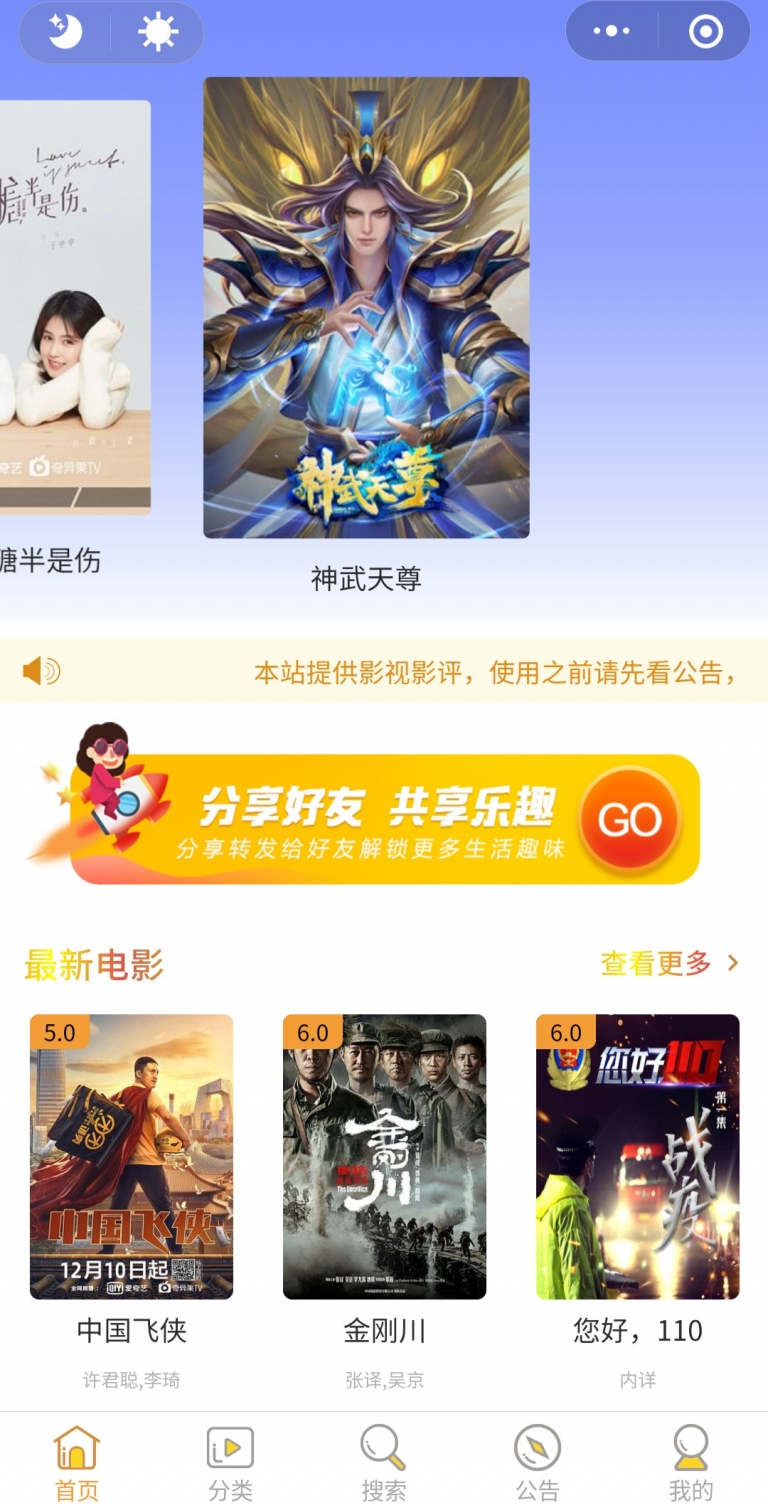 Love
is sweet.
半是伤。
奇艺 奇异果TV
神武天尊
糖半是伤
神武天尊
本站提供影视影评，使用之前请先看公告，
分享好友 共享乐趣
GO
分享转发给好友解锁更多生活趣味
最新电影
查看更多
5.0
6.0
6.0
中国飞侠
12月10日起
爱奇艺 奇异果TV
金刚川
The Sacrifice
您好,110
第一集
战疫
中国飞侠
金刚川
您好，110
许君聪,李琦
张译,吴京
内详
首页
分类
搜索
公告
我的